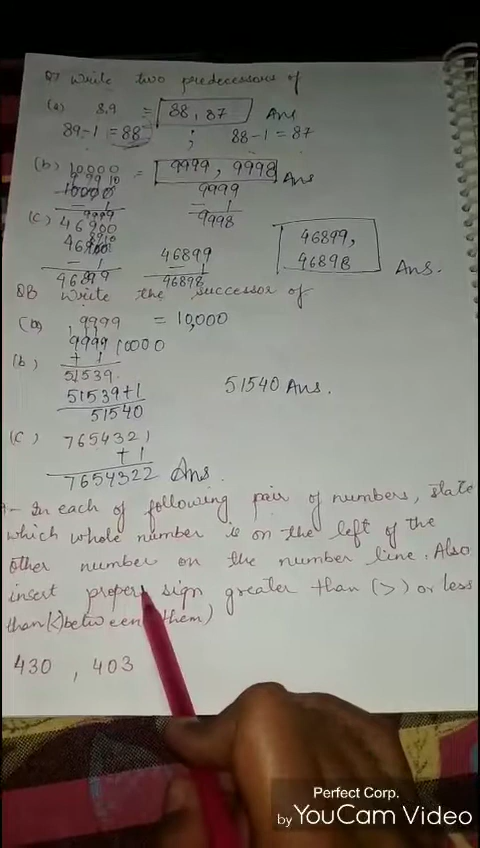 Q7 Write two predecessors of
(a) 89 = 88, 87 Ans
89-1 = 88 ; 88-1 = 87
(b) 10000 = 9999, 9998 Ans
99910
10000 9999
- 1
9999 9998
(c) 46900
46900 46899 46899,
- 1 - 1 46898
46899 46898 Ans.
Q8 Write the successor of
(a) 9999 = 10,000
9999 10000
+ 1
(b) 51539
51539+1 51540 Ans.
51540
(c) 7654321
+ 1
7654322 Ans
- In each of following pair of numbers, state
which whole number is on the left of the
other number on the number line. Also
insert proper sign greater than (>) or less
than(<)between them)
430 , 403
Perfect Corp.
by YouCam Video